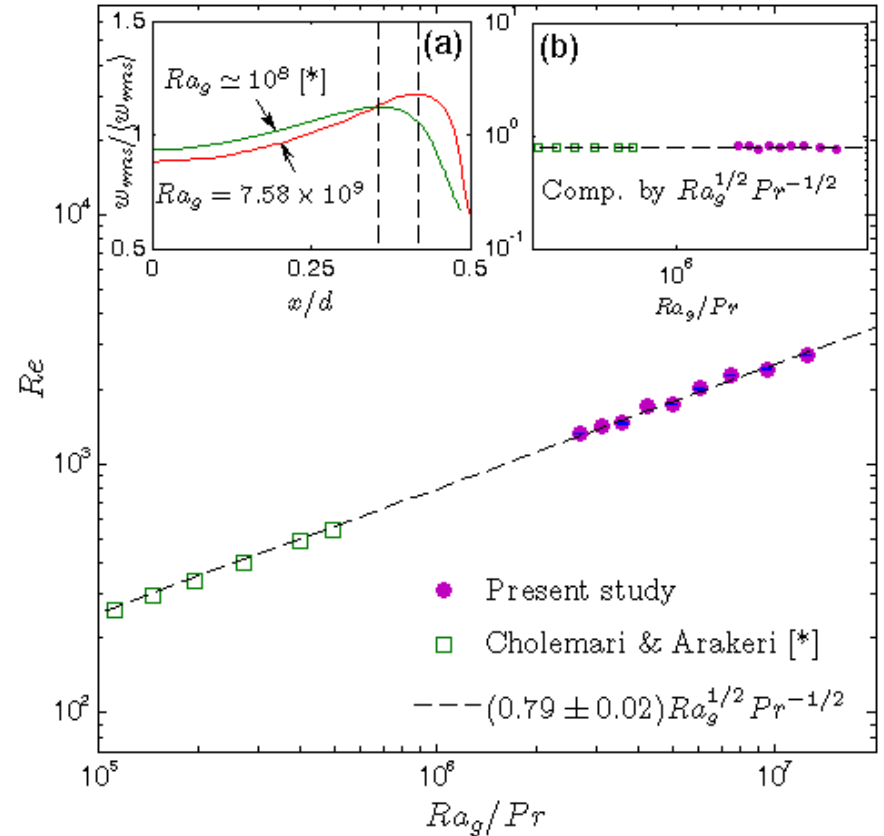 1.5
(a)
Ra_g ≃ 10^8 [*]
w_rms/⟨w_rms⟩
1
Ra_g = 7.58 × 10^9
0.5
0 0.25 0.5
x/d
10^1
(b)
10^0
Comp. by Ra_g^{1/2} Pr^{-1/2}
10^-1
10^6
Ra_g/Pr
10^4
Re
10^3
Present study
Cholemari & Arakeri [*]
(0.79 ± 0.02)Ra_g^{1/2} Pr^{-1/2}
10^2
10^5 10^6 10^7
Ra_g/Pr